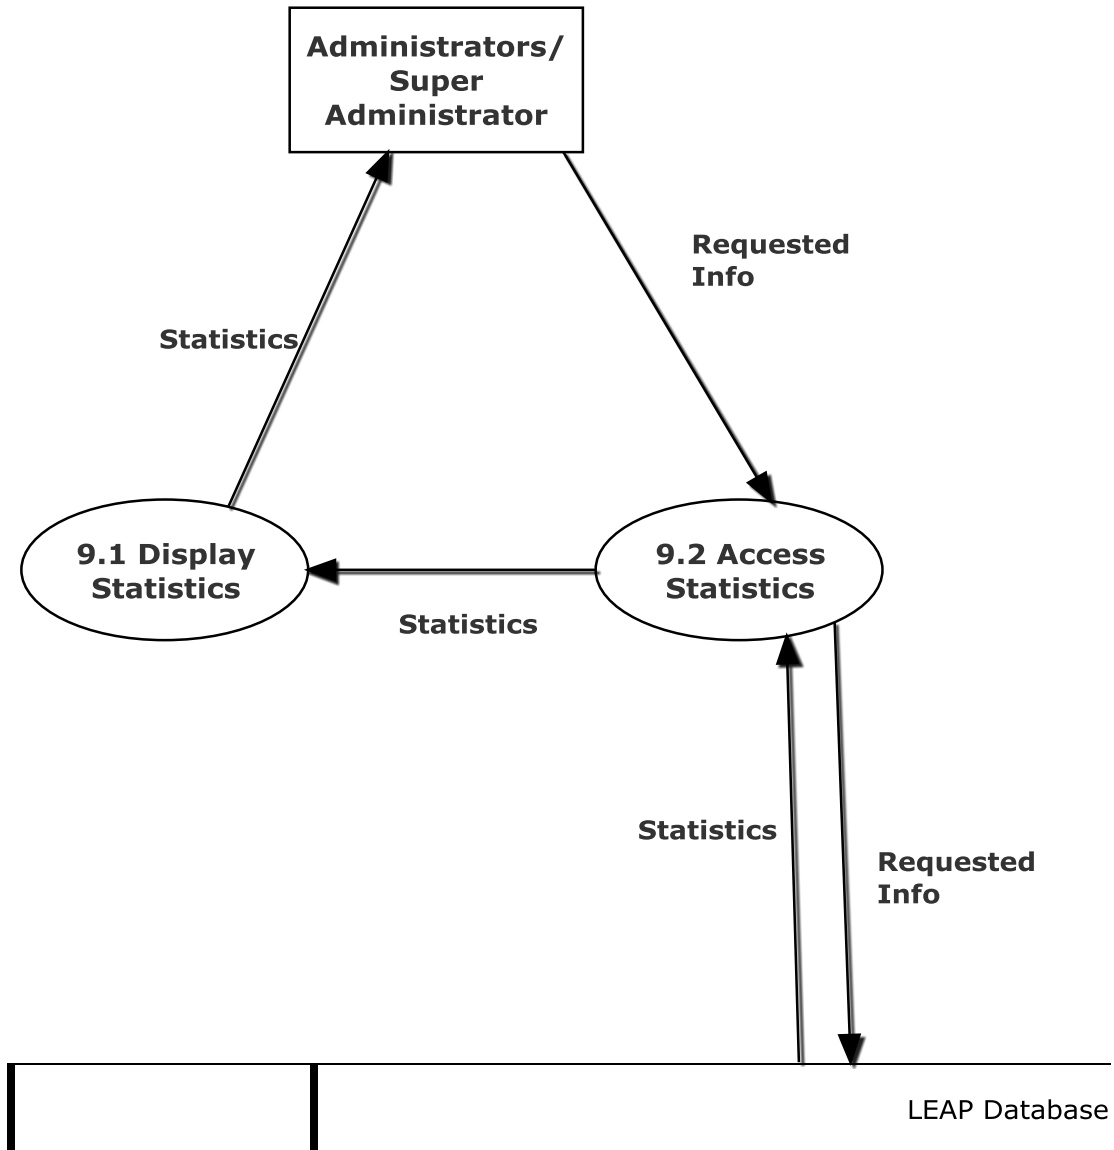 Administrators/
Super
Administrator
Requested
Info
Statistics
9.1 Display
Statistics
9.2 Access
Statistics
Statistics
Statistics
Requested
Info
LEAP Database